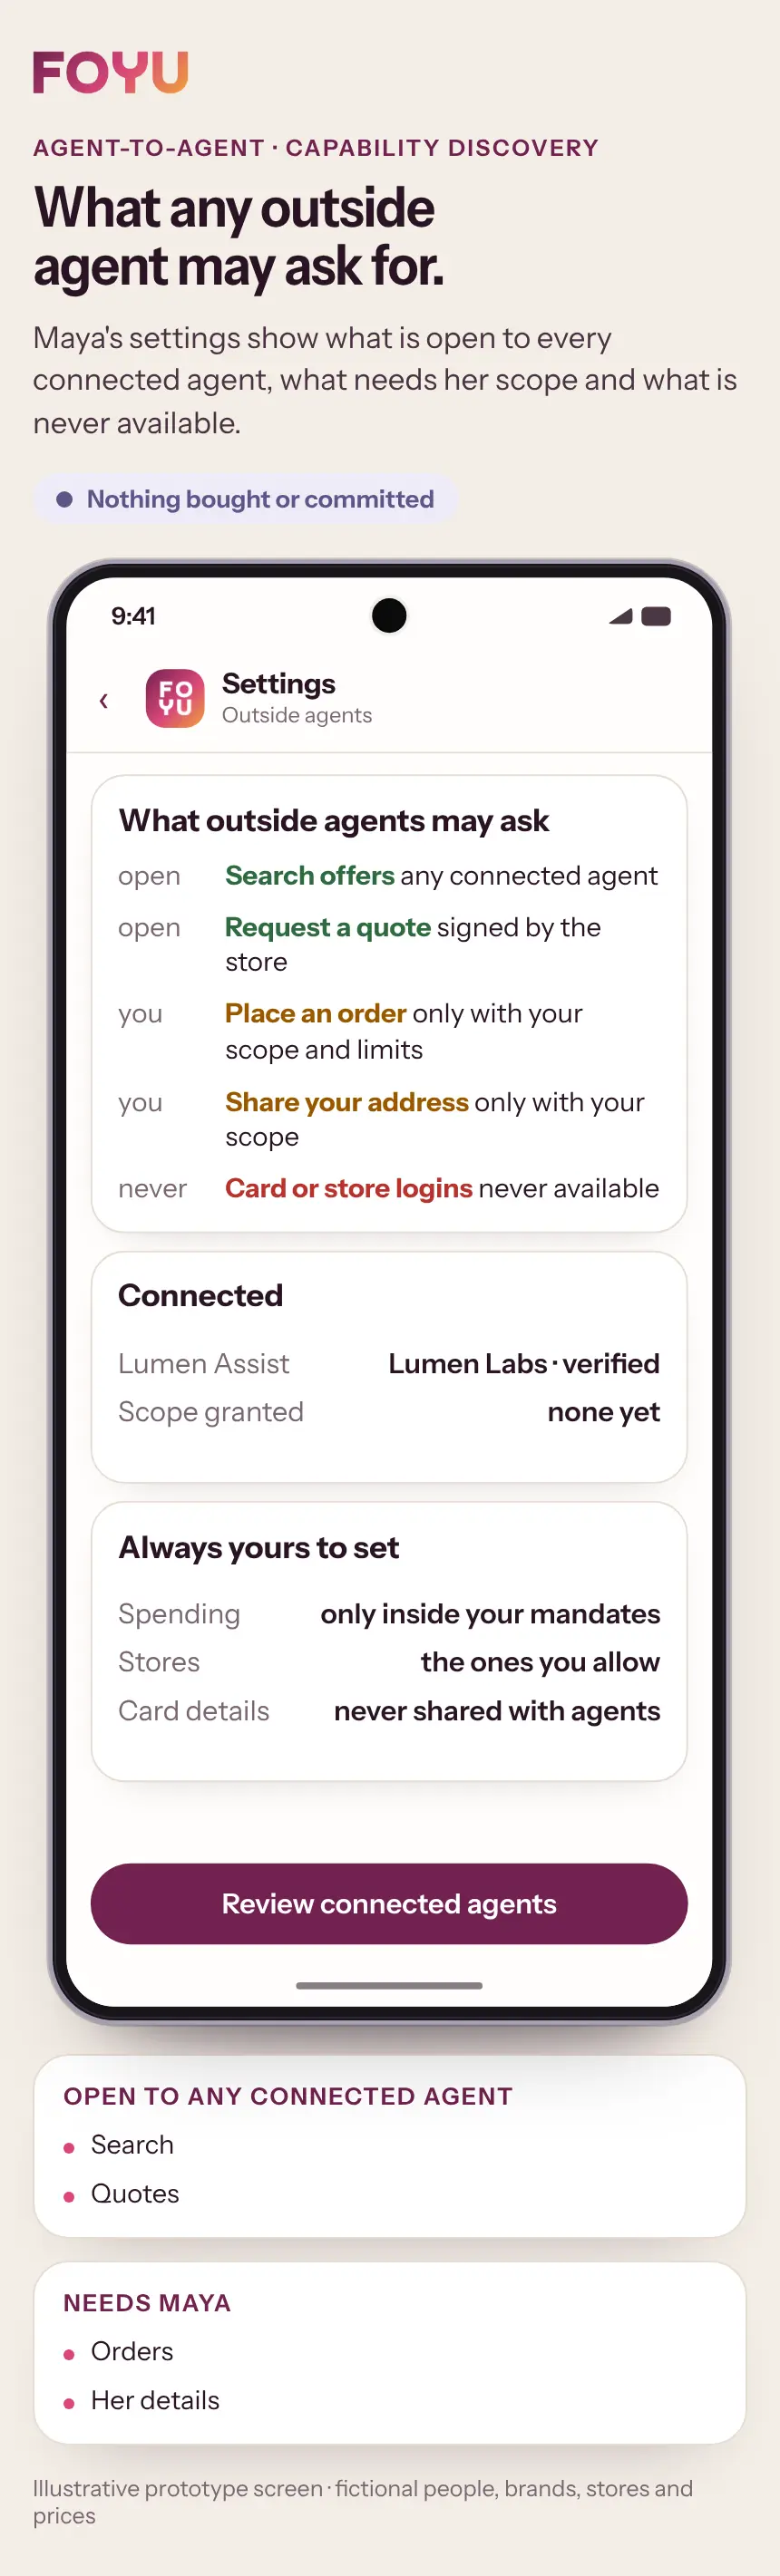 FOYU
AGENT-TO-AGENT · CAPABILITY DISCOVERY
What any outside
agent may ask for.
Maya's settings show what is open to every
connected agent, what needs her scope and what is
never available.
Nothing bought or committed
9:41
‹
FO
YU
Settings
Outside agents
What outside agents may ask
open Search offers any connected agent
open Request a quote signed by the
store
you Place an order only with your
scope and limits
you Share your address only with your
scope
never Card or store logins never available
Connected
Lumen Assist Lumen Labs · verified
Scope granted none yet
Always yours to set
Spending only inside your mandates
Stores the ones you allow
Card details never shared with agents
Review connected agents
OPEN TO ANY CONNECTED AGENT
Search
Quotes
NEEDS MAYA
Orders
Her details
Illustrative prototype screen · fictional people, brands, stores and
prices